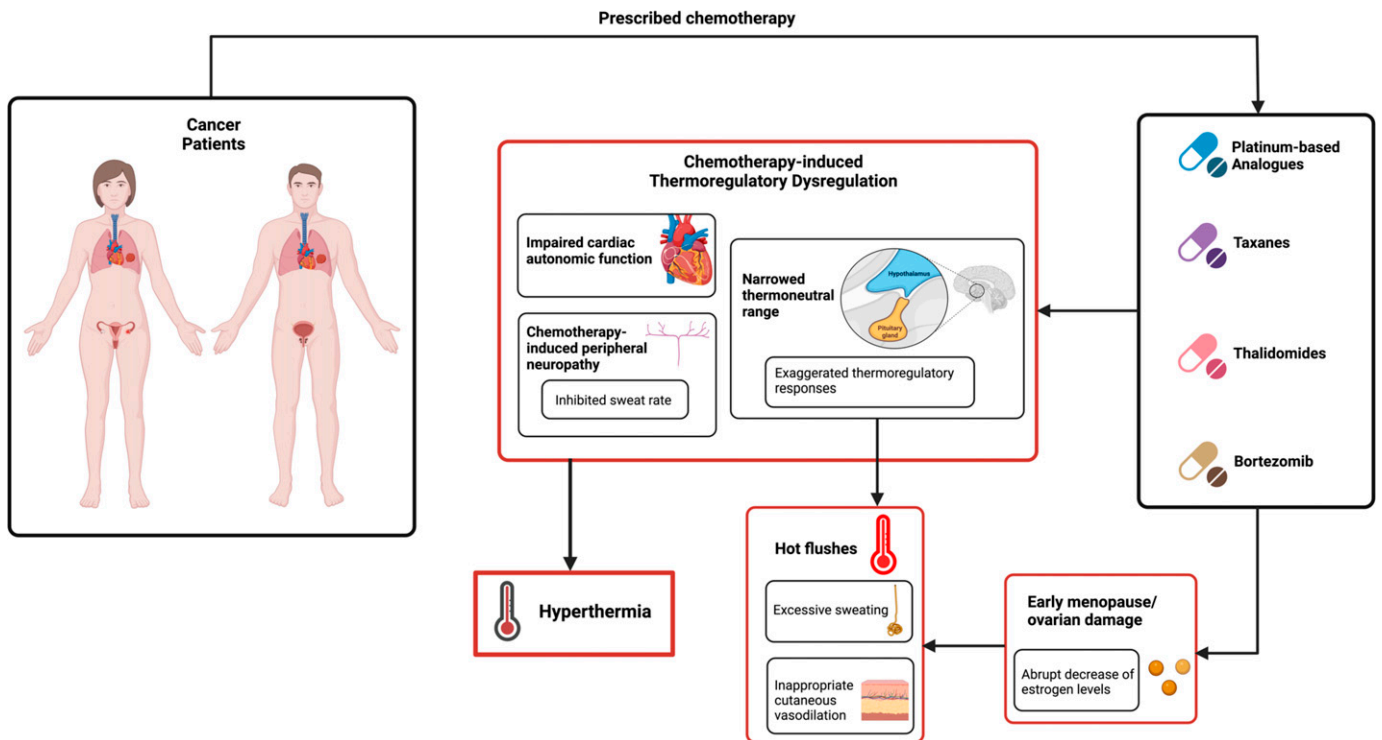 Prescribed chemotherapy
Cancer
Patients
Chemotherapy-induced
Thermoregulatory Dysregulation
Impaired cardiac
autonomic function
Chemotherapy-
induced peripheral
neuropathy
Inhibited sweat rate
Narrowed
thermoneutral
range
Hypothalamus
Pituitary
gland
Exaggerated thermoregulatory
responses
Platinum-based
Analogues
Taxanes
Thalidomides
Bortezomib
Hyperthermia
Hot flushes
Excessive sweating
Inappropriate
cutaneous
vasodilation
Early menopause/
ovarian damage
Abrupt decrease of
estrogen levels